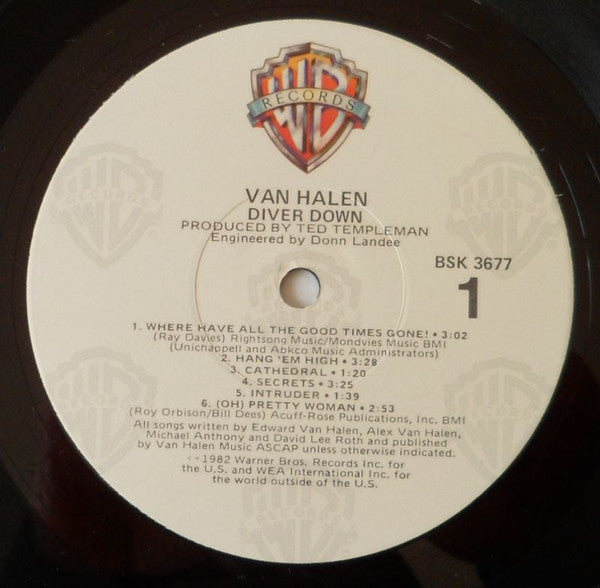 WB
RECORDS
VAN HALEN
DIVER DOWN
PRODUCED BY TED TEMPLEMAN
Engineered by Donn Landee
BSK 3677
1
1. WHERE HAVE ALL THE GOOD TIMES GONE! • 3:02
(Ray Davies) Rightsong Music/Mondvies Music BMI
(Unichappell and Abkco Music Administrators)
2. HANG 'EM HIGH • 3:28
3. CATHEDRAL • 1:20
4. SECRETS • 3:25
5. INTRUDER • 1:39
6. (OH) PRETTY WOMAN • 2:53
(Roy Orbison/Bill Dees) Acuff-Rose Publications, Inc. BMI
All songs written by Edward Van Halen, Alex Van Halen,
Michael Anthony and David Lee Roth and published
by Van Halen Music ASCAP unless otherwise indicated.
1982 Warner Bros. Records Inc. for
the U.S. and WEA International Inc. for
the world outside of the U.S.